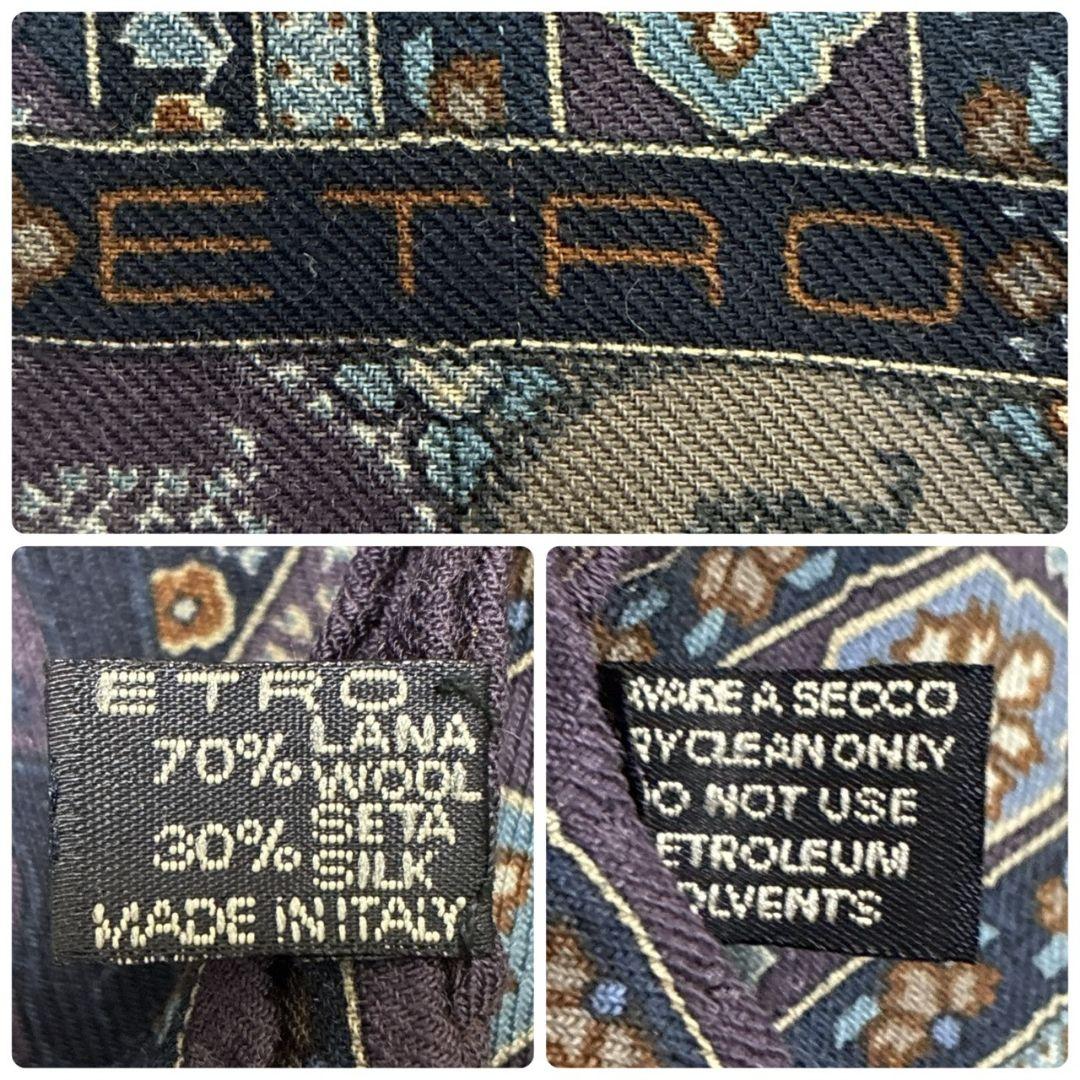 ETRO
ETRO
70% LANA
WOOL
30% SETA
SILK
MADE IN ITALY
VARE A SECCO
RY CLEAN ONLY
O NOT USE
ETROLEUM
OLVENTS